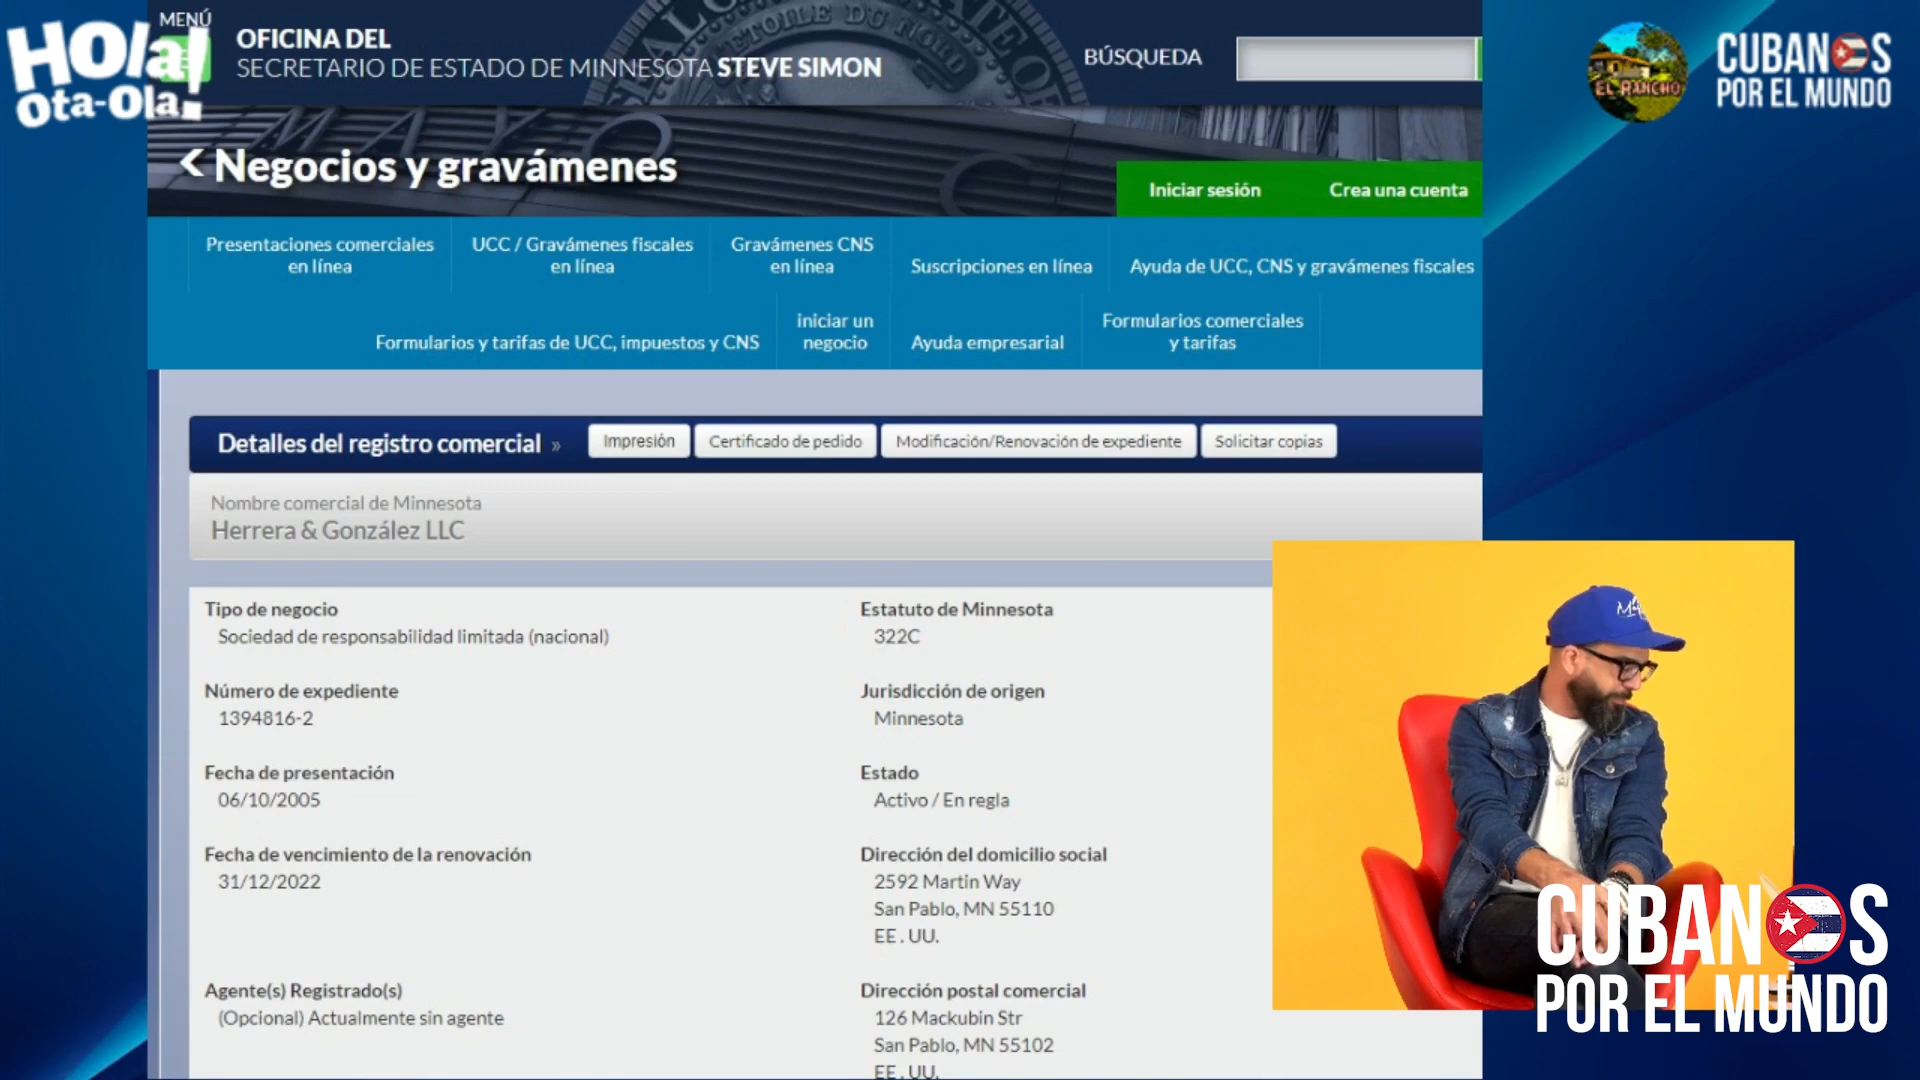 Hola!
Ota-Ola!
MENÚ
OFICINA DEL
SECRETARIO DE ESTADO DE MINNESOTA STEVE SIMON
BÚSQUEDA
EL RANCHO
CUBANOS
POR EL MUNDO
L'ETOILE DU NORD
MAYO C
< Negocios y gravámenes
Iniciar sesión
Crea una cuenta
Presentaciones comerciales
en línea
UCC / Gravámenes fiscales
en línea
Gravámenes CNS
en línea
Suscripciones en línea
Ayuda de UCC, CNS y gravámenes fiscales
Formularios y tarifas de UCC, impuestos y CNS
iniciar un
negocio
Ayuda empresarial
Formularios comerciales
y tarifas
Detalles del registro comercial »
Impresión
Certificado de pedido
Modificación/Renovación de expediente
Solicitar copias
Nombre comercial de Minnesota
Herrera & González LLC
Tipo de negocio
Sociedad de responsabilidad limitada (nacional)
Estatuto de Minnesota
322C
Número de expediente
1394816-2
Jurisdicción de origen
Minnesota
Fecha de presentación
06/10/2005
Estado
Activo / En regla
Fecha de vencimiento de la renovación
31/12/2022
Dirección del domicilio social
2592 Martin Way
San Pablo, MN 55110
EE . UU.
Agente(s) Registrado(s)
(Opcional) Actualmente sin agente
Dirección postal comercial
126 Mackubin Str
San Pablo, MN 55102
EE . UU.
CUBANOS
POR EL MUNDO